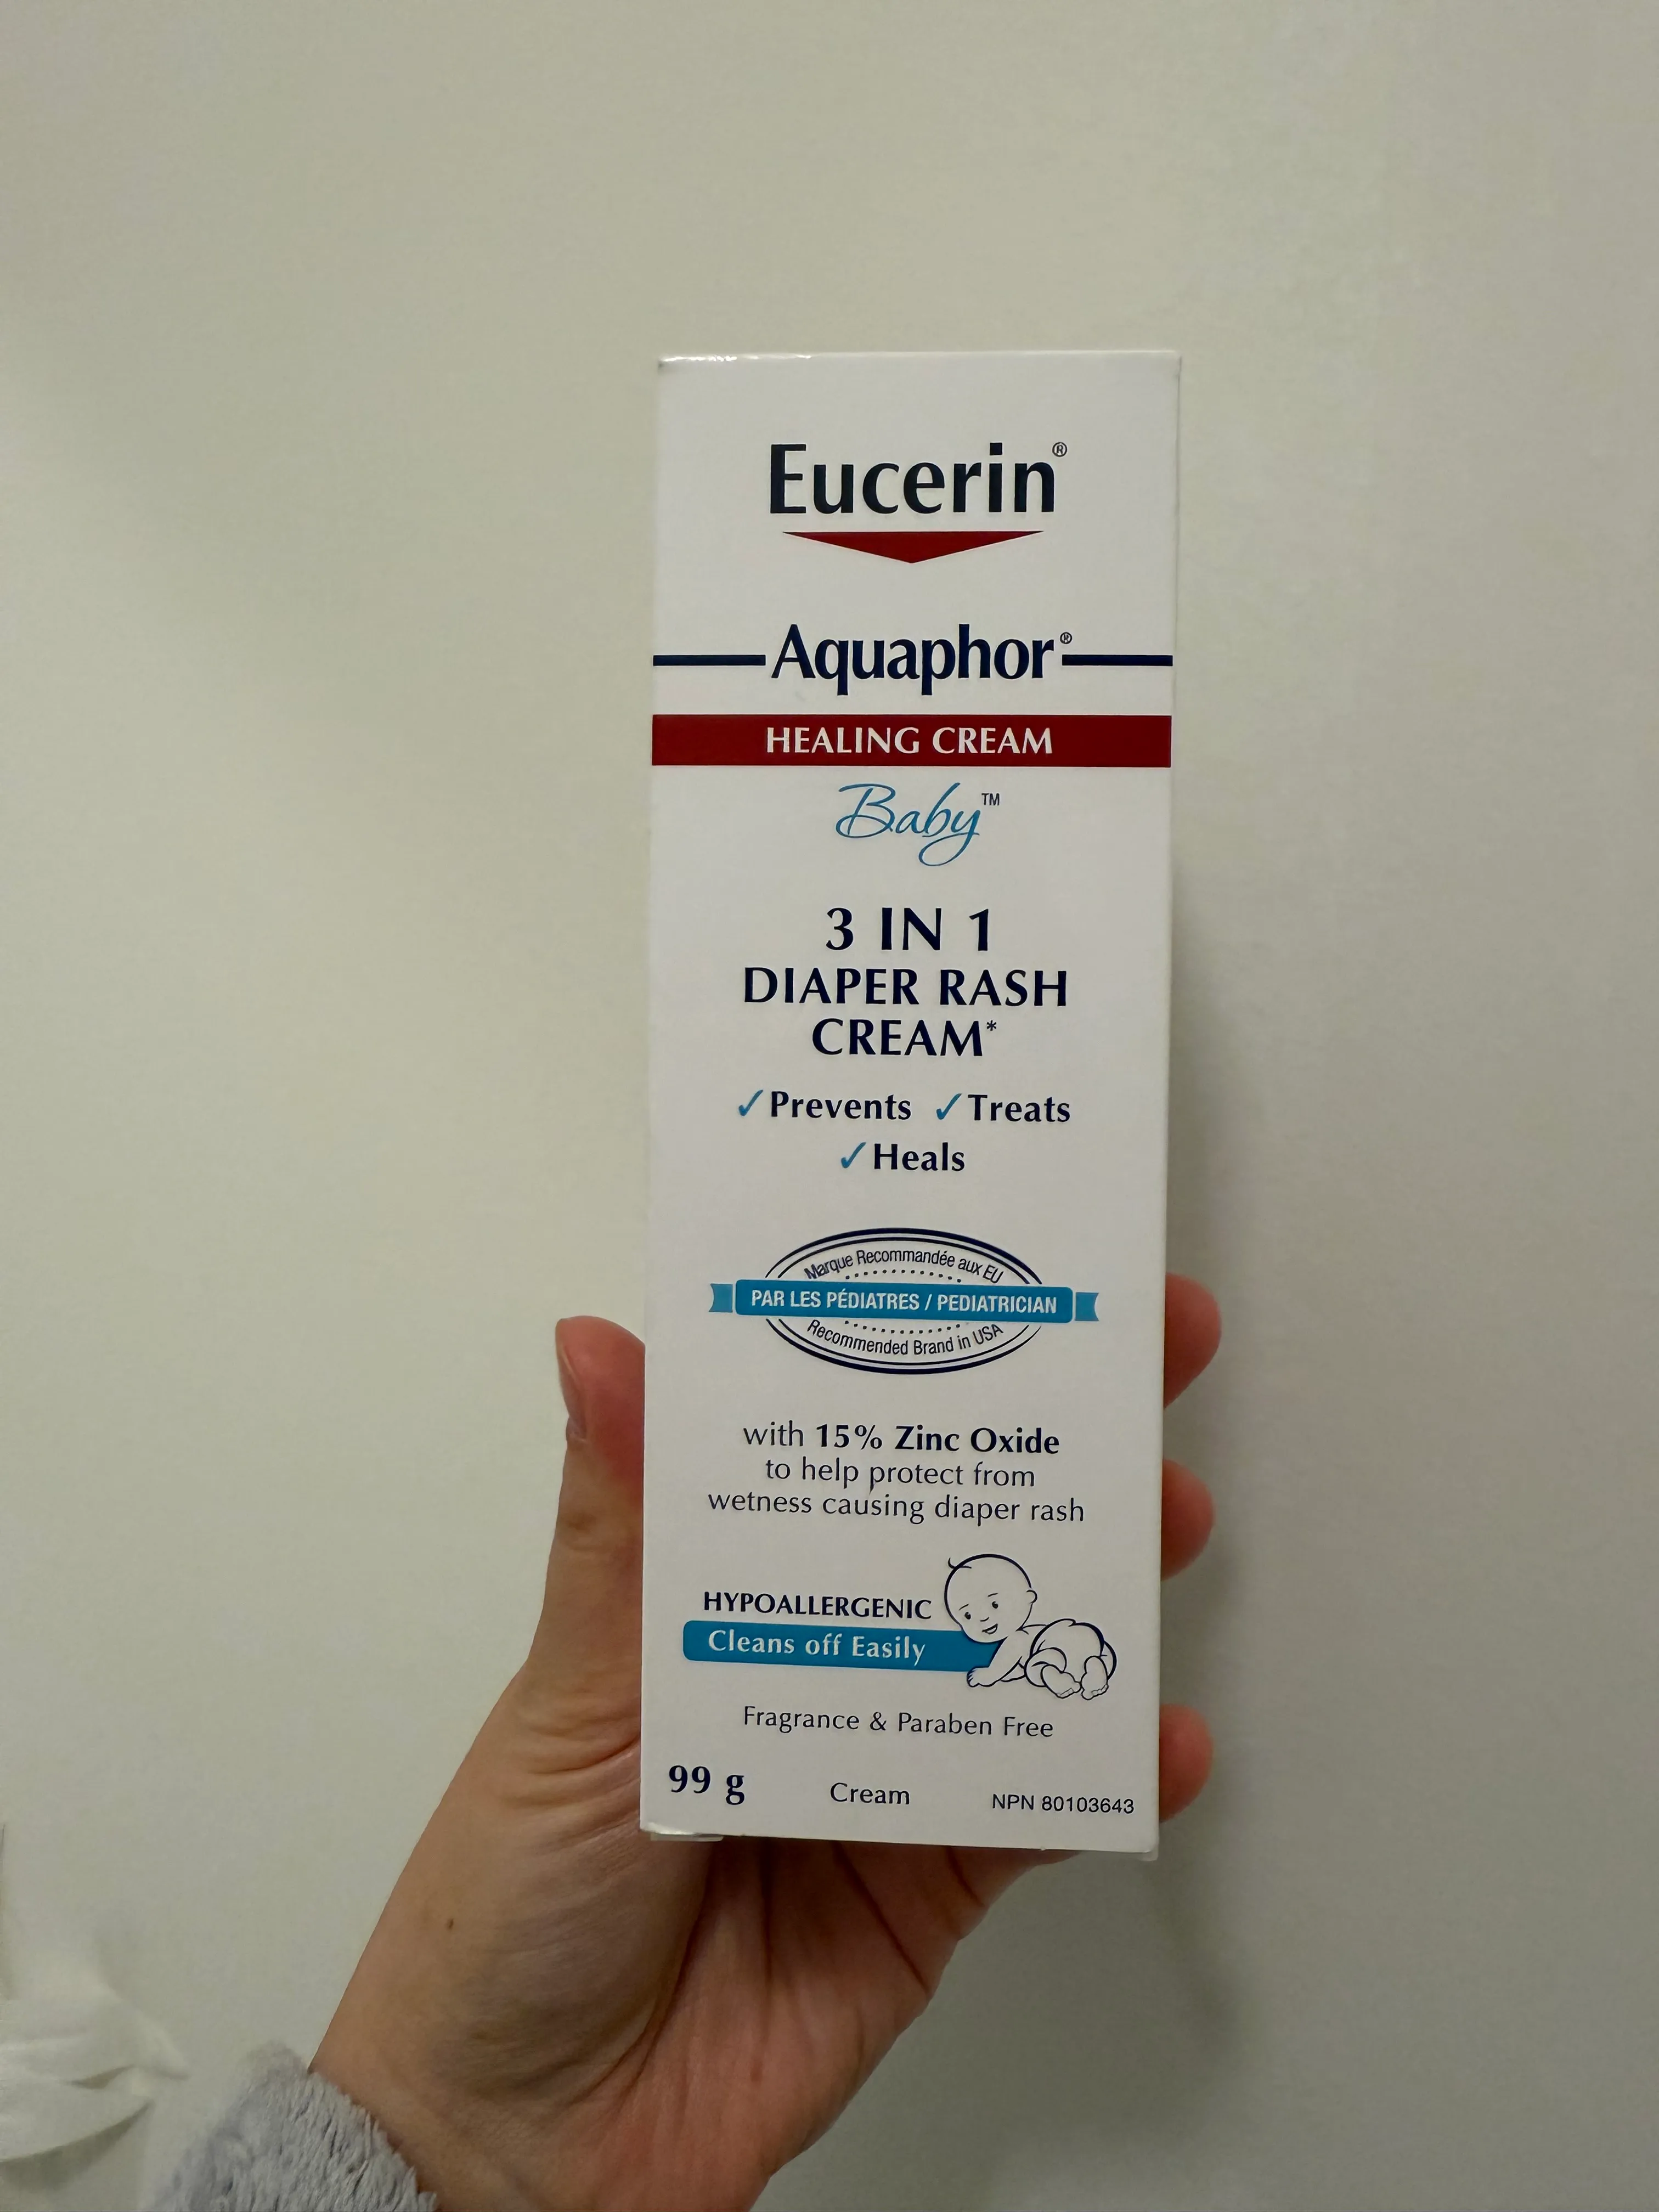 Eucerin®
Aquaphor®
HEALING CREAM
Baby™
3 IN 1
DIAPER RASH
CREAM*
✓Prevents ✓Treats
✓Heals
Marque Recommandée aux EU
PAR LES PÉDIATRES / PEDIATRICIAN
Recommended Brand in USA
with 15% Zinc Oxide
to help protect from
wetness causing diaper rash
HYPOALLERGENIC
Cleans off Easily
Fragrance & Paraben Free
99 g Cream NPN 80103643